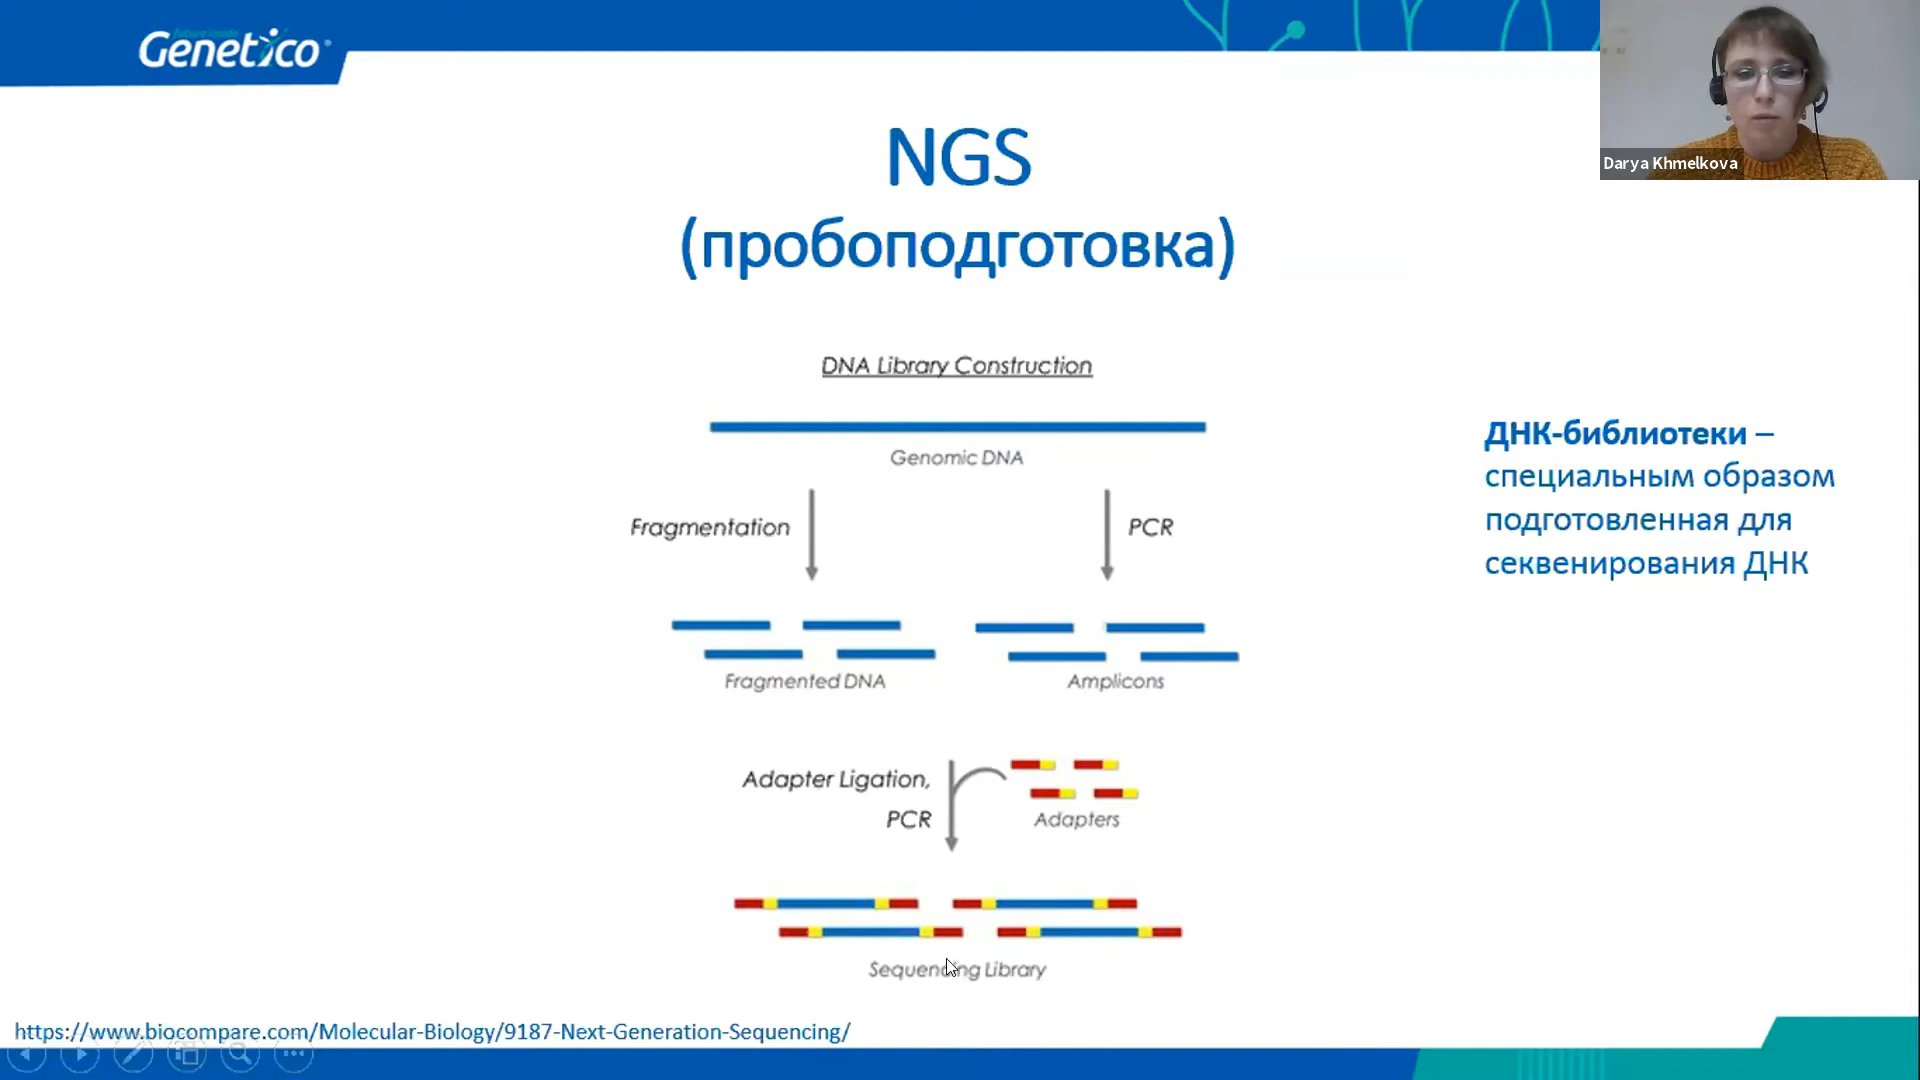 Genetico
Darya Khmelkova
NGS
(пробоподготовка)
DNA Library Construction
Genomic DNA
Fragmentation
PCR
ДНК-библиотеки –
специальным образом
подготовленная для
секвенирования ДНК
Fragmented DNA
Amplicons
Adapter Ligation,
PCR
Adapters
Sequencing Library
https://www.biocompare.com/Molecular-Biology/9187-Next-Generation-Sequencing/